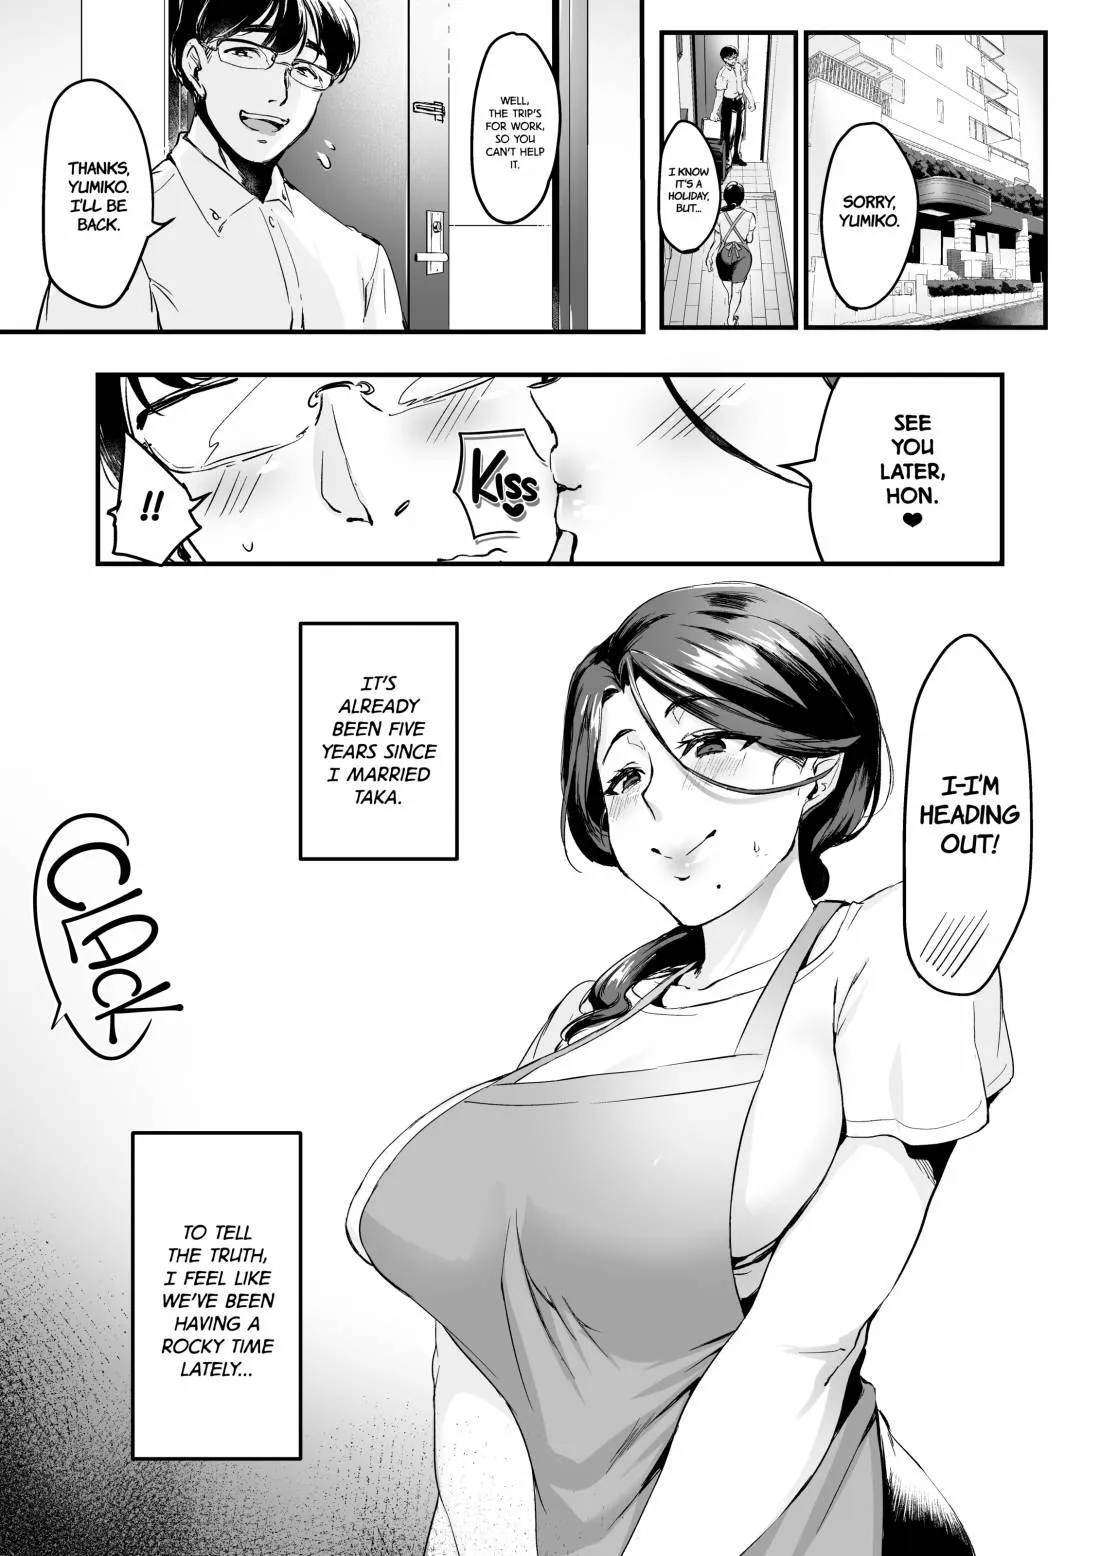 SORRY,
YUMIKO.
I KNOW
IT'S A
HOLIDAY,
BUT...
WELL,
THE TRIP'S
FOR WORK,
SO YOU
CAN'T HELP
IT.
THANKS,
YUMIKO.
I'LL BE
BACK.
SEE
YOU
LATER,
HON.
♥
Kiss
♥
!!
I-I'M
HEADING
OUT!
IT'S
ALREADY
BEEN FIVE
YEARS SINCE
I MARRIED
TAKA.
CLACK
TO TELL
THE TRUTH,
I FEEL LIKE
WE'VE BEEN
HAVING A
ROCKY TIME
LATELY...